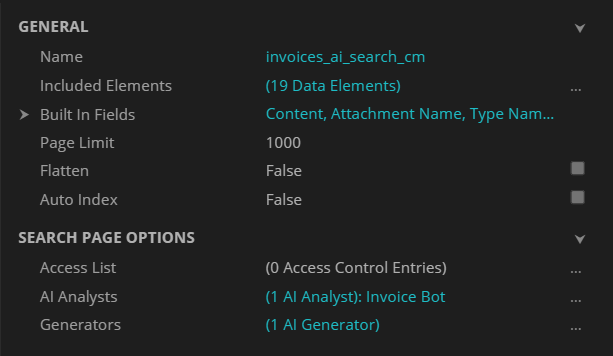 GENERAL
Name invoices_ai_search_cm
Included Elements (19 Data Elements) ...
Built In Fields Content, Attachment Name, Type Nam...
Page Limit 1000
Flatten False
Auto Index False
SEARCH PAGE OPTIONS
Access List (0 Access Control Entries) ...
AI Analysts (1 AI Analyst): Invoice Bot ...
Generators (1 AI Generator) ...